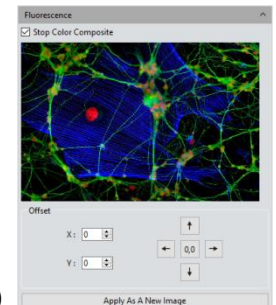 Fluorescence
Stop Color Composite
Offset
X: 0
0,0
Y: 0
Apply As A New Image
)